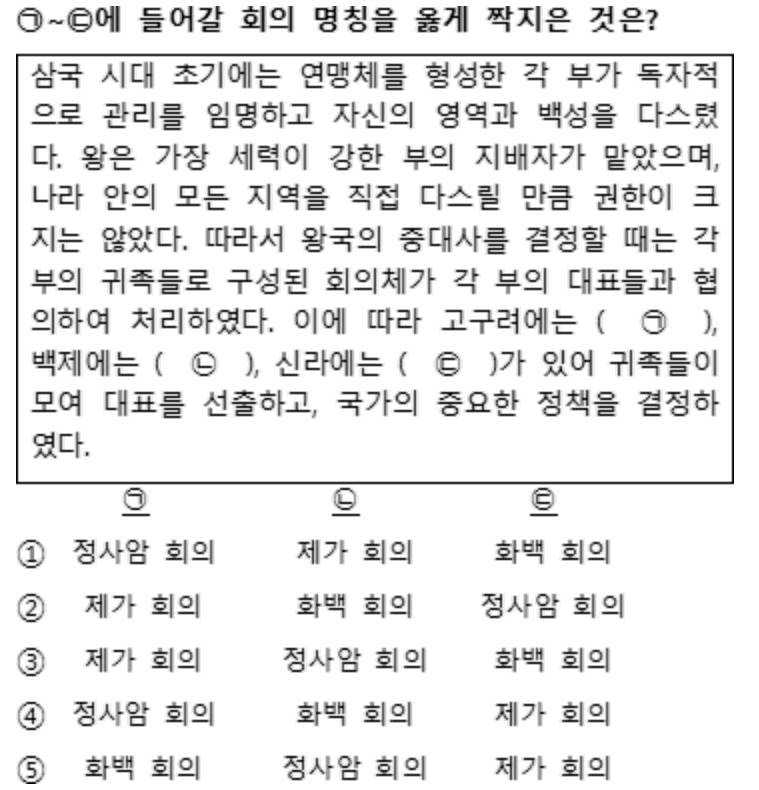 ㉠~㉢에 들어갈 회의 명칭을 옳게 짝지은 것은?
삼국 시대 초기에는 연맹체를 형성한 각 부가 독자적
으로 관리를 임명하고 자신의 영역과 백성을 다스렸
다. 왕은 가장 세력이 강한 부의 지배자가 맡았으며,
나라 안의 모든 지역을 직접 다스릴 만큼 권한이 크
지는 않았다. 따라서 왕국의 중대사를 결정할 때는 각
부의 귀족들로 구성된 회의체가 각 부의 대표들과 협
의하여 처리하였다. 이에 따라 고구려에는 ( ㉠ ),
백제에는 ( ㉡ ), 신라에는 ( ㉢ )가 있어 귀족들이
모여 대표를 선출하고, 국가의 중요한 정책을 결정하
였다.
㉠ ㉡ ㉢
① 정사암 회의 제가 회의 화백 회의
② 제가 회의 화백 회의 정사암 회의
③ 제가 회의 정사암 회의 화백 회의
④ 정사암 회의 화백 회의 제가 회의
⑤ 화백 회의 정사암 회의 제가 회의